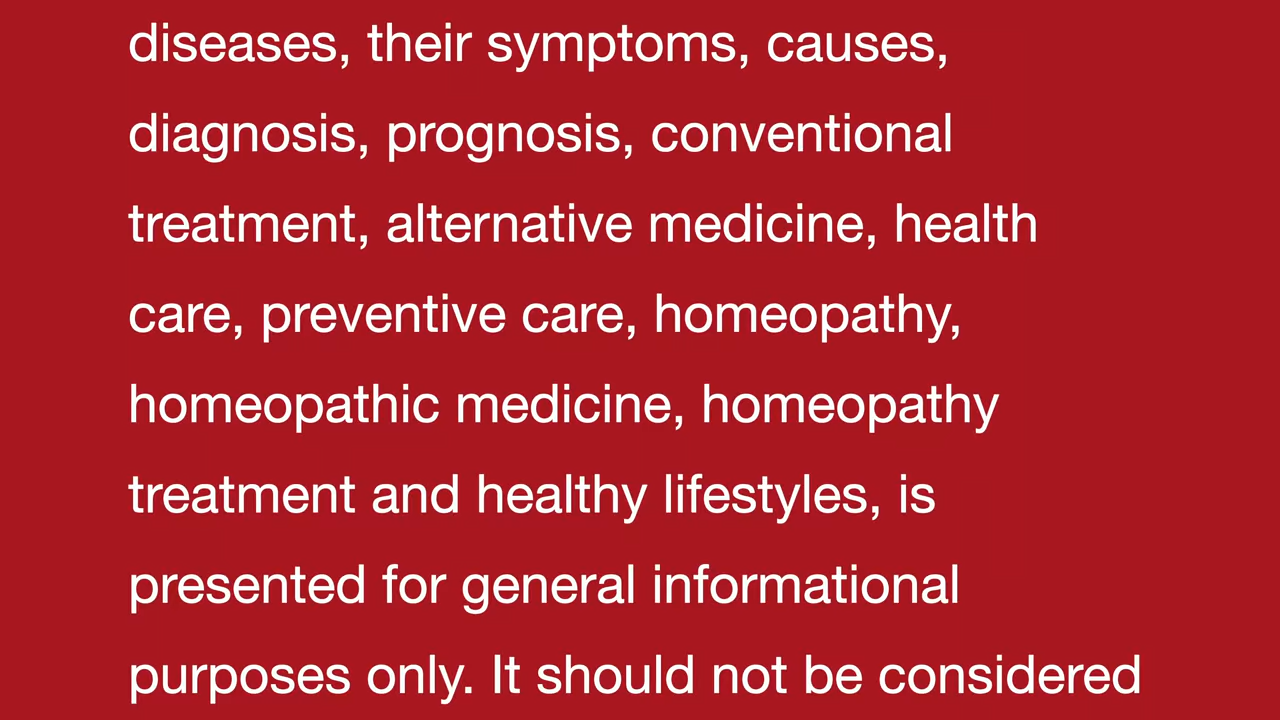 diseases, their symptoms, causes,
diagnosis, prognosis, conventional
treatment, alternative medicine, health
care, preventive care, homeopathy,
homeopathic medicine, homeopathy
treatment and healthy lifestyles, is
presented for general informational
purposes only. It should not be considered